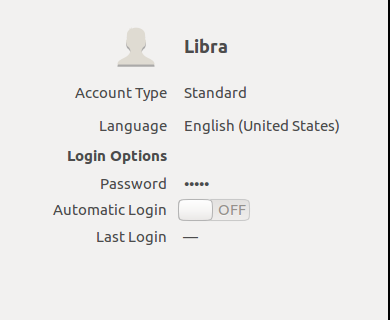 Libra
Account Type Standard
Language English (United States)
Login Options
Password •••••
Automatic Login OFF
Last Login —